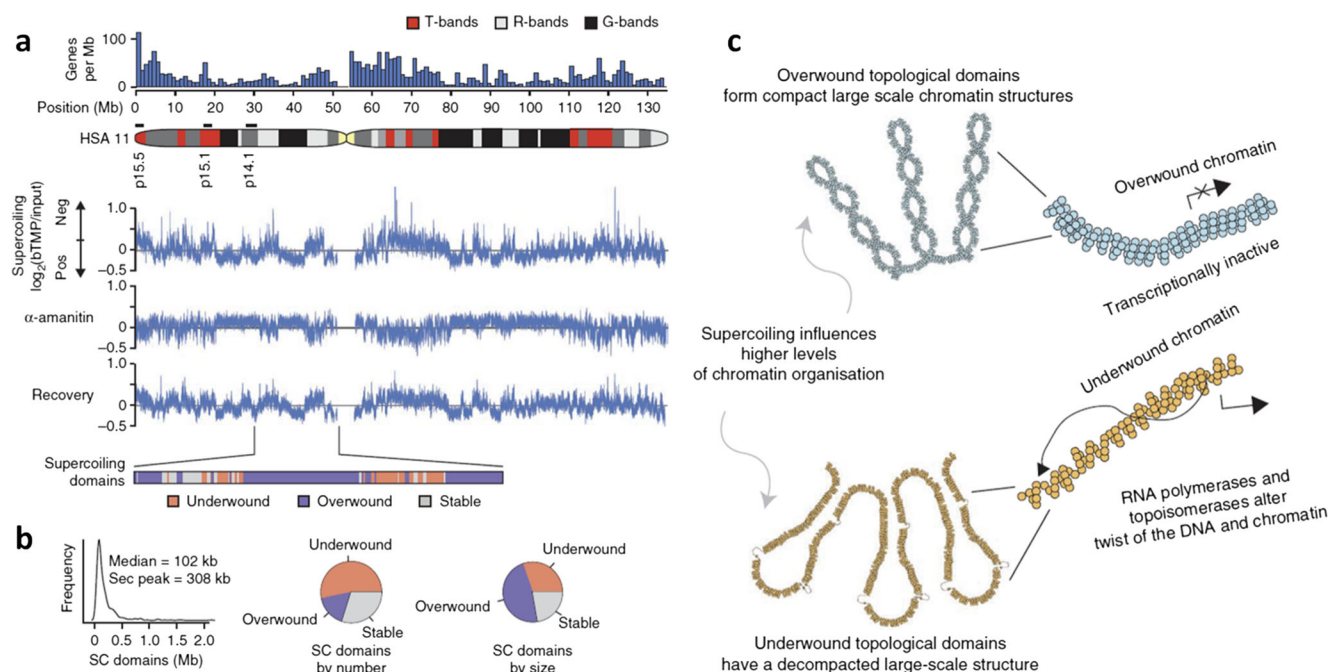 a
T-bands
R-bands
G-bands
Genes
per Mb
100
0
Position (Mb)
0 10 20 30 40 50 60 70 80 90 100 110 120 130
HSA 11
p15.5
p15.1
p14.1
Supercoiling
log2(bTMP/input)
Pos Neg
1.0
0
−0.5
α-amanitin
1.0
0
−0.5
Recovery
1.0
0
−0.5
Supercoiling
domains
Underwound
Overwound
Stable
b
Frequency
Median = 102 kb
Sec peak = 308 kb
0 0.5 1.0 1.5 2.0
SC domains (Mb)
Underwound
Overwound
Stable
SC domains
by number
Underwound
Overwound
Stable
SC domains
by size
c
Overwound topological domains
form compact large scale chromatin structures
Overwound chromatin
Transcriptionally inactive
Supercoiling influences
higher levels
of chromatin organisation
Underwound chromatin
RNA polymerases and
topoisomerases alter
twist of the DNA and chromatin
Underwound topological domains
have a decompacted large-scale structure